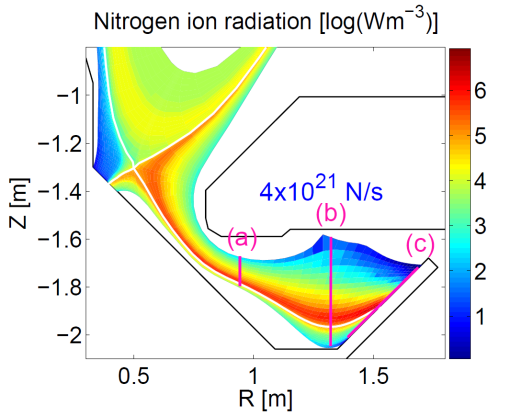 Nitrogen ion radiation [log(Wm⁻³)]
−1
−1.2
−1.4
−1.6
−1.8
−2
Z [m]
0.5
1
1.5
R [m]
4x10²¹ N/s
(a)
(b)
(c)
6
5
4
3
2
1